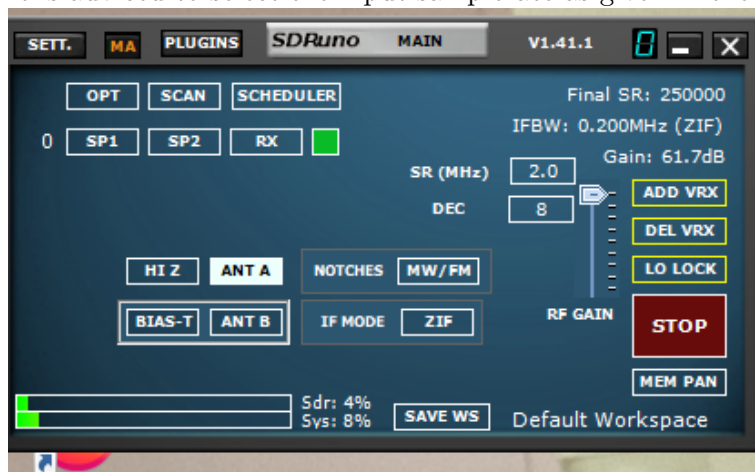 SETT. MA PLUGINS SDRuno MAIN V1.41.1 8 X
OPT SCAN SCHEDULER Final SR: 250000
IFBW: 0.200MHz (ZIF)
0 SP1 SP2 RX
Gain: 61.7dB
SR (MHz) 2.0 ADD VRX
DEC 8
DEL VRX
HI Z ANT A NOTCHES MW/FM LO LOCK
BIAS-T ANT B IF MODE ZIF RF GAIN STOP
MEM PAN
Sdr: 4%
Sys: 8% SAVE WS Default Workspace